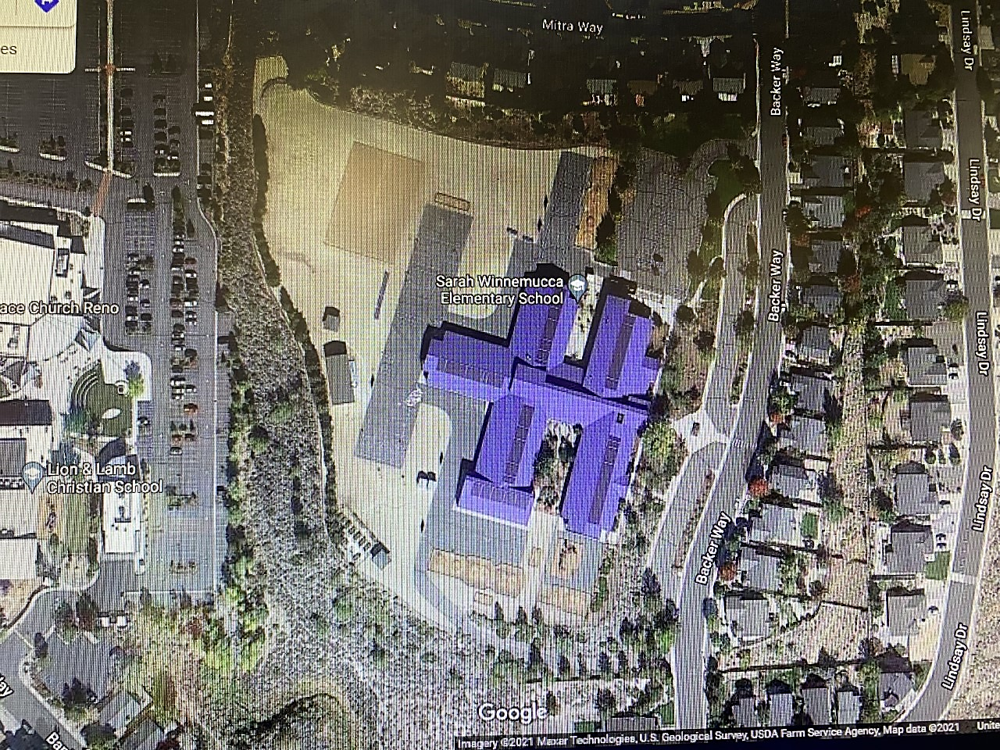 es
Mitra Way
Lindsay Dr
Backer Way
Lindsay Dr
Backer Way
Sarah Winnemucca
Elementary School
ace Church Reno
Lindsay Dr
Lion & Lamb
Christian School
Lindsay Dr
Backer Way
Lindsay Dr
Google
Imagery ©2021 Maxar Technologies, U.S. Geological Survey, USDA Farm Service Agency, Map data ©2021 Unite